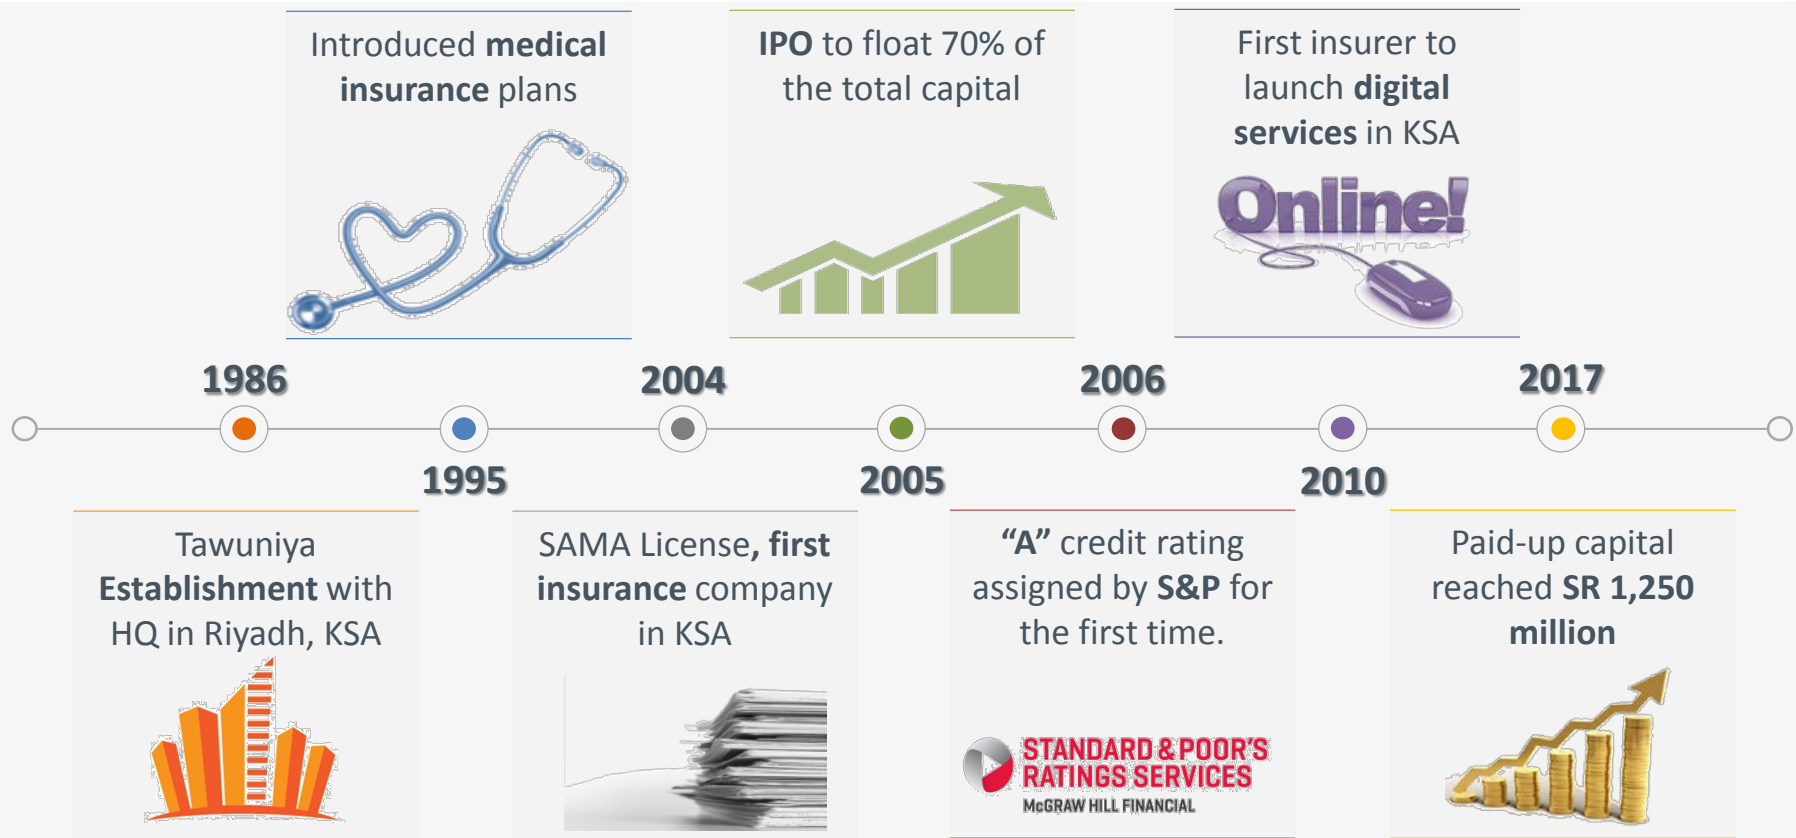 Introduced medical
insurance plans
IPO to float 70% of
the total capital
First insurer to
launch digital
services in KSA
Online!
1986
2004
2006
2017
1995
2005
2010
Tawuniya
Establishment with
HQ in Riyadh, KSA
SAMA License, first
insurance company
in KSA
“A” credit rating
assigned by S&P for
the first time.
STANDARD & POOR'S
RATINGS SERVICES
McGRAW HILL FINANCIAL
Paid-up capital
reached SR 1,250
million